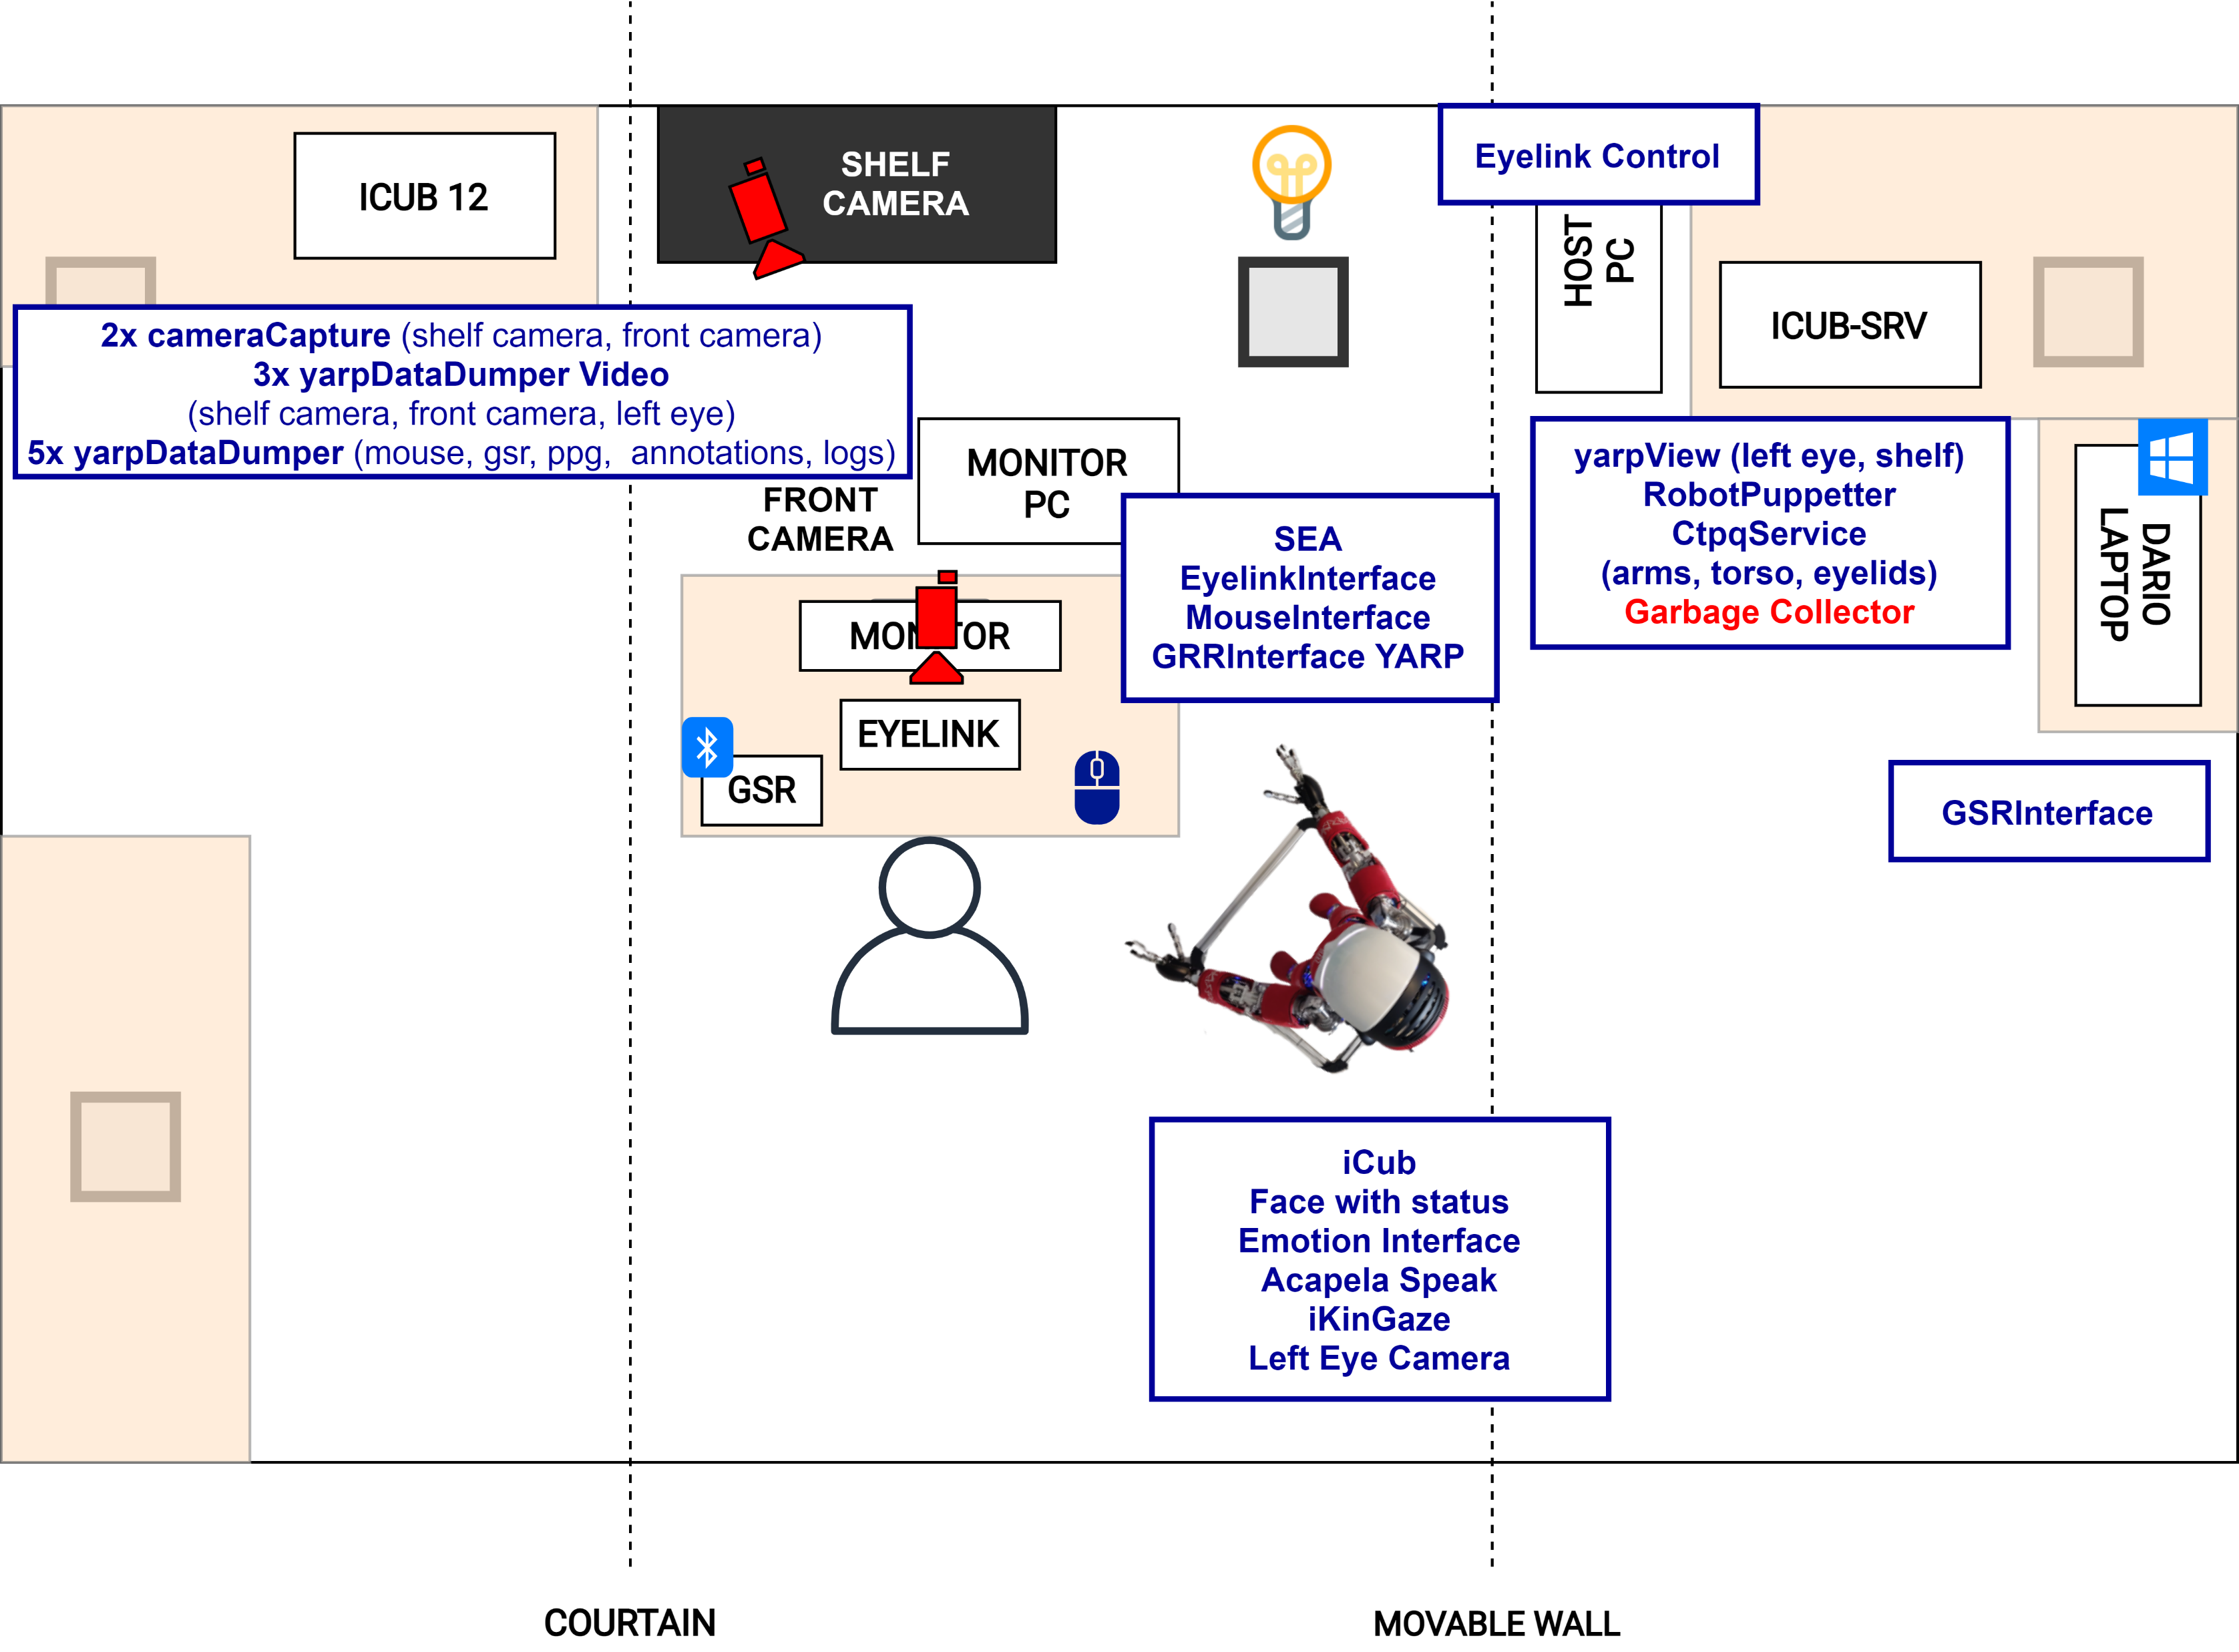 Eyelink Control
ICUB 12
SHELF
CAMERA
HOST
PC
ICUB-SRV
2x cameraCapture (shelf camera, front camera)
3x yarpDataDumper Video
(shelf camera, front camera, left eye)
5x yarpDataDumper (mouse, gsr, ppg, annotations, logs)
MONITOR
PC
FRONT
CAMERA
yarpView (left eye, shelf)
RobotPuppetter
CtpqService
(arms, torso, eyelids)
Garbage Collector
DARIO
LAPTOP
SEA
EyelinkInterface
MouseInterface
GRRInterface YARP
MONITOR
EYELINK
GSR
GSRInterface
iCub
Face with status
Emotion Interface
Acapela Speak
iKinGaze
Left Eye Camera
COURTAIN
MOVABLE WALL